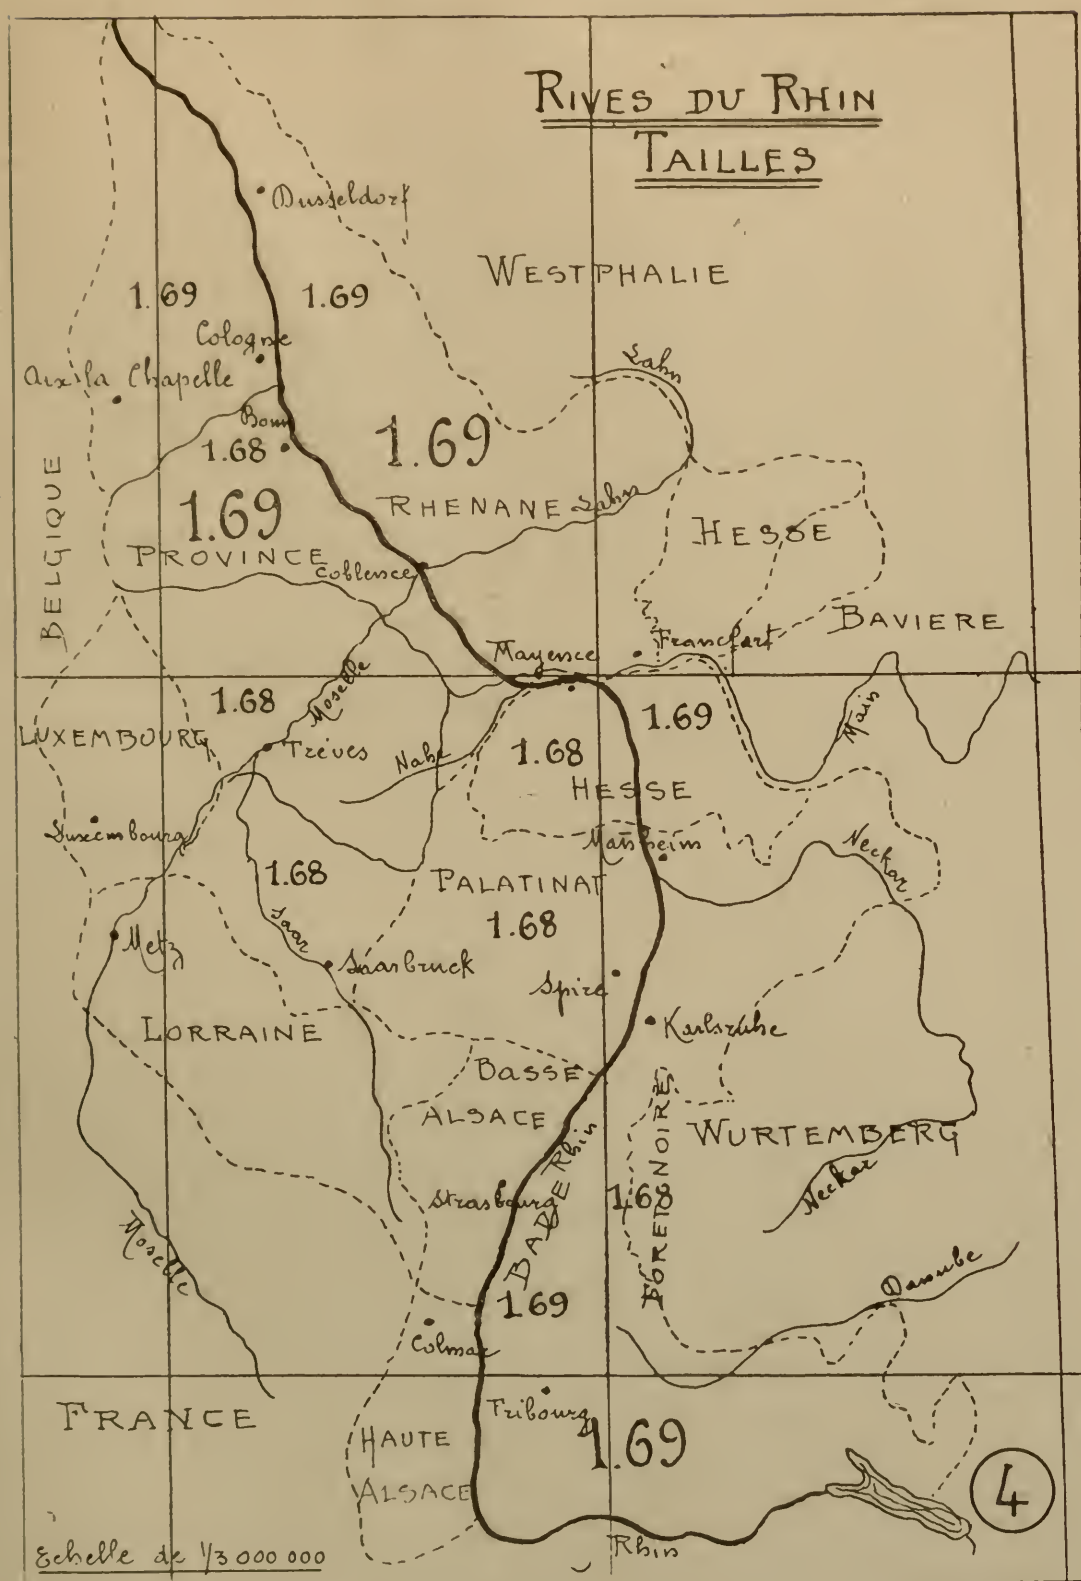 RIVES DU RHIN
TAILLES
Dusseldorf
WESTPHALIE
1.69
1.69
Cologne
Aix la Chapelle
Lahn
Bonn
1.68
1.69
BELGIQUE
1.69
RHENANE
Lahn
HESSE
PROVINCE
Coblence
BAVIERE
Mayence
Francfort
Moselle
1.68
1.69
Main
LUXEMBOURG
Trèves
Nahe
1.68
HESSE
Luxembourg
Manheim
Neckar
1.68
PALATINAT
1.68
Saar
Metz
Saarbruck
Spire
Karlsruhe
LORRAINE
BASSE
ALSACE
FORET NOIRE
WURTEMBERG
Rhin
Neckar
Strasbourg
1.68
BADE
Moselle
Danube
1.69
Colmar
FRANCE
Fribourg
HAUTE
ALSACE
1.69
4
Rhin
Echelle de 1/3 000 000